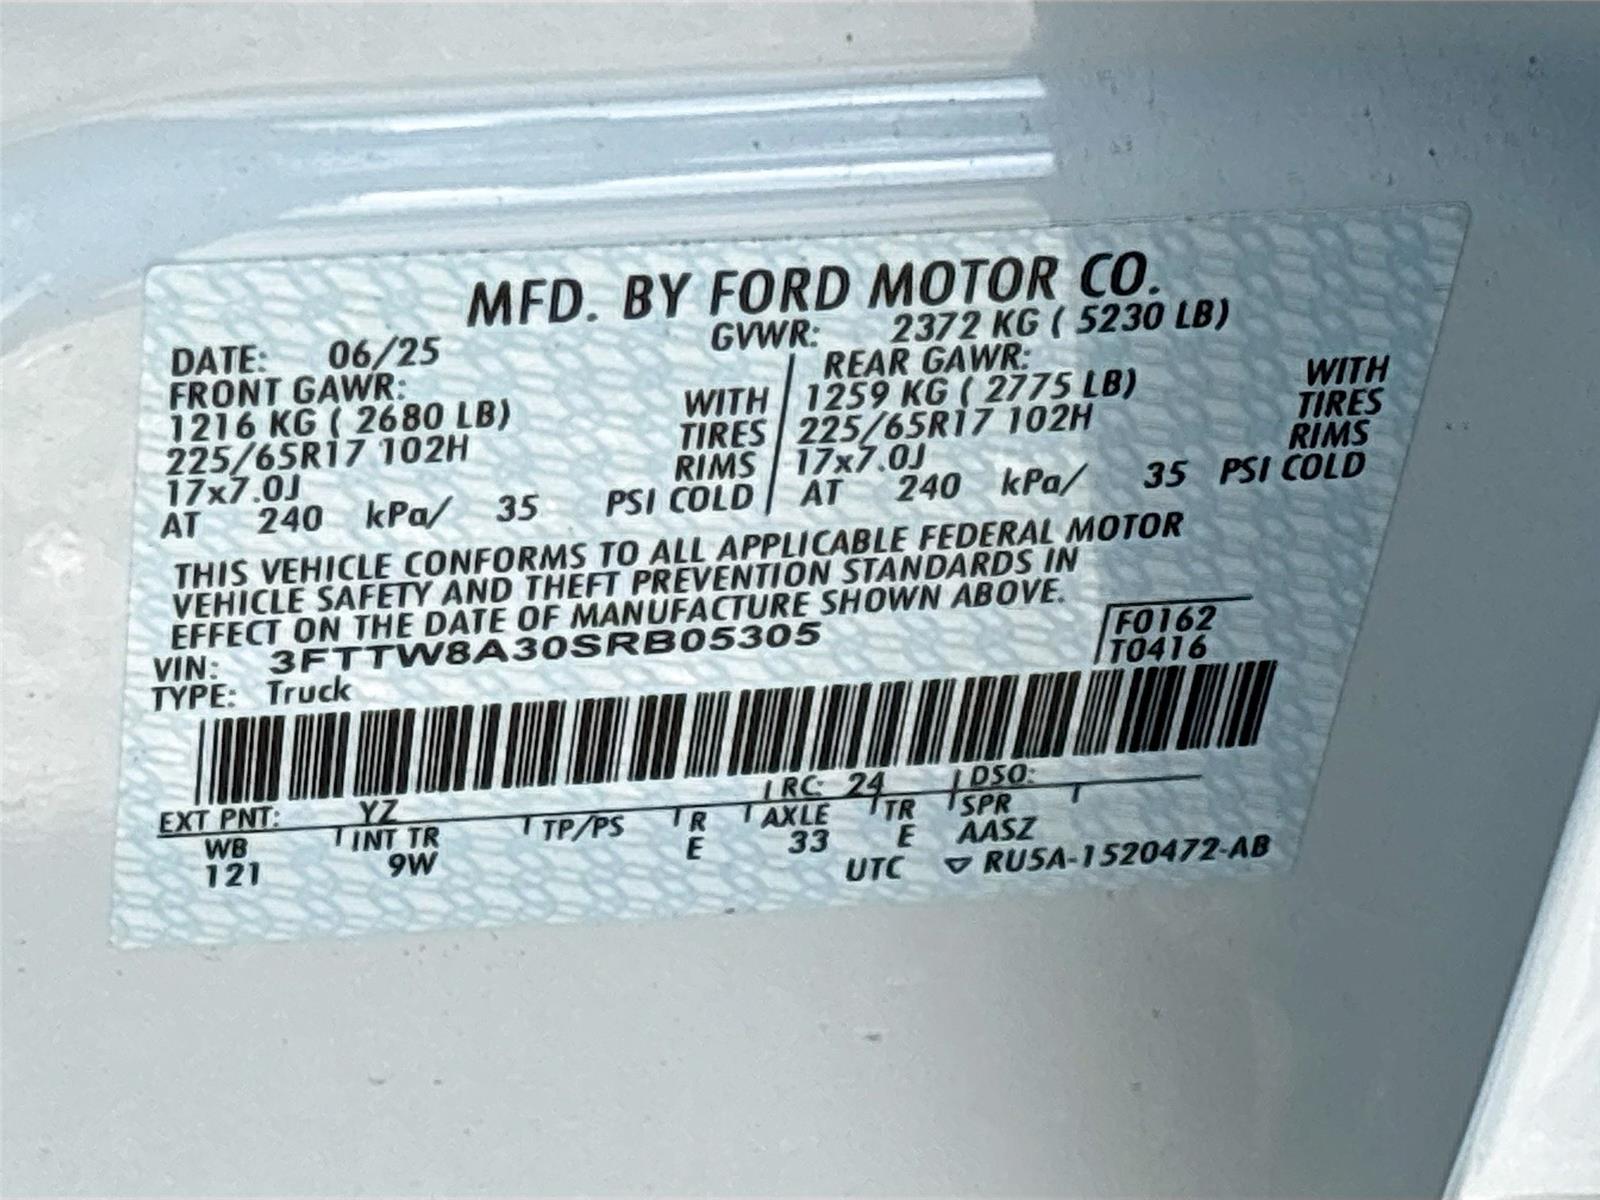 MFD. BY FORD MOTOR CO.
DATE: 06/25 GVWR: 2372 KG ( 5230 LB)
FRONT GAWR: REAR GAWR:
1216 KG ( 2680 LB) WITH 1259 KG ( 2775 LB) WITH
225/65R17 102H TIRES 225/65R17 102H TIRES
17x7.0J RIMS 17x7.0J RIMS
AT 240 kPa/ 35 PSI COLD AT 240 kPa/ 35 PSI COLD
THIS VEHICLE CONFORMS TO ALL APPLICABLE FEDERAL MOTOR
VEHICLE SAFETY AND THEFT PREVENTION STANDARDS IN
EFFECT ON THE DATE OF MANUFACTURE SHOWN ABOVE.
VIN: 3FTTW8A30SRB05305 F0162
TYPE: Truck T0416
EXT PNT: YZ RC: 24 DSO:
WB INT TR TP/PS R AXLE TR SPR
121 9W E 33 E AASZ
UTC ▽ RU5A-1520472-AB